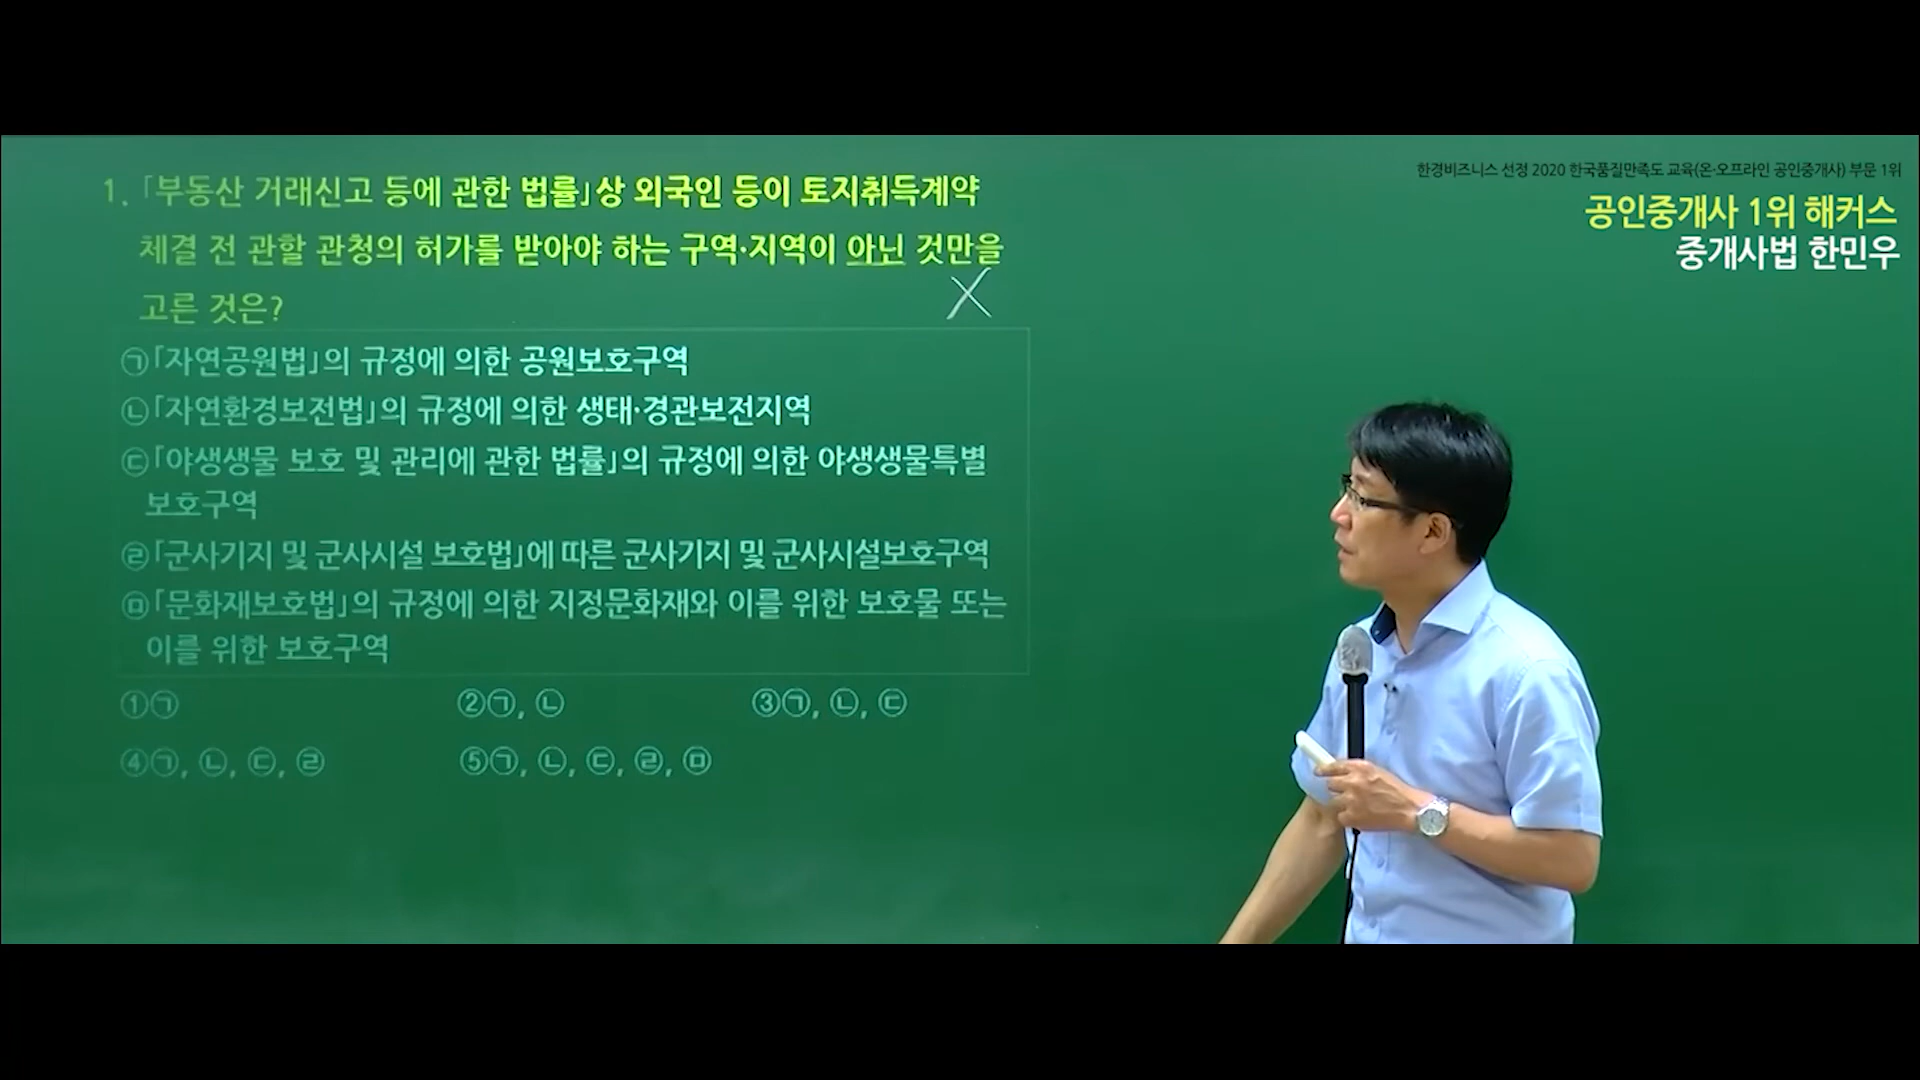 한경비즈니스 선정 2020 한국품질만족도 교육(온·오프라인 공인중개사) 부문 1위
공인중개사 1위 해커스
중개사법 한민우
1. 「부동산 거래신고 등에 관한 법률」상 외국인 등이 토지취득계약
체결 전 관할 관청의 허가를 받아야 하는 구역·지역이 아닌 것만을
고른 것은?
㉠「자연공원법」의 규정에 의한 공원보호구역
㉡「자연환경보전법」의 규정에 의한 생태·경관보전지역
㉢「야생생물 보호 및 관리에 관한 법률」의 규정에 의한 야생생물특별
보호구역
㉣「군사기지 및 군사시설 보호법」에 따른 군사기지 및 군사시설보호구역
㉤「문화재보호법」의 규정에 의한 지정문화재와 이를 위한 보호물 또는
이를 위한 보호구역
①㉠ ②㉠, ㉡ ③㉠, ㉡, ㉢
④㉠, ㉡, ㉢, ㉣ ⑤㉠, ㉡, ㉢, ㉣, ㉤